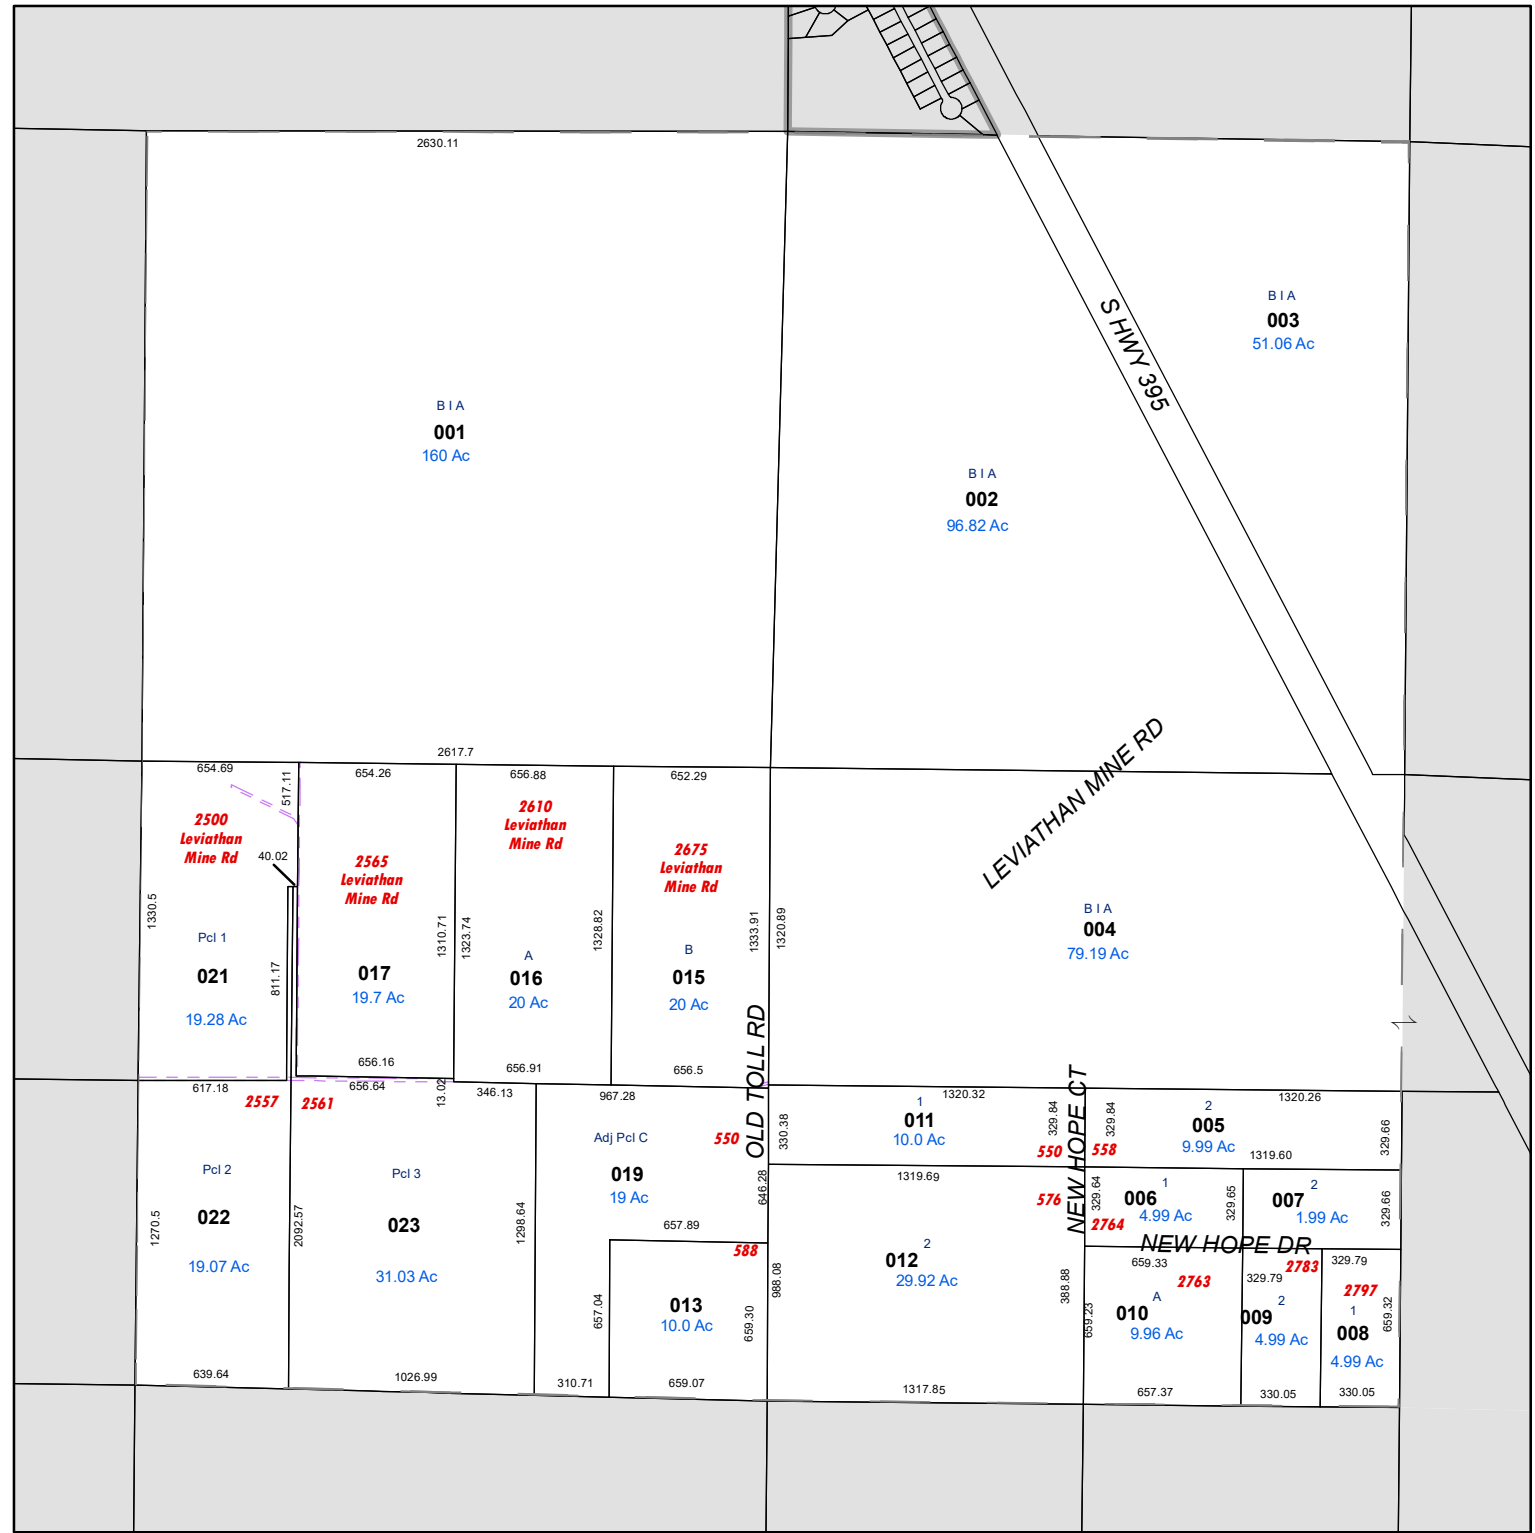 2630.11
B I A
003
51.06 Ac
S HWY 395
B I A
001
160 Ac
B I A
002
96.82 Ac
2617.7
654.69
517.11
654.26
656.88
652.29
LEVIATHAN MINE RD
2500
Leviathan
Mine Rd
40.02
2565
Leviathan
Mine Rd
2610
Leviathan
Mine Rd
2675
Leviathan
Mine Rd
1330.5
Pcl 1
021
19.28 Ac
811.17
017
19.7 Ac
1310.71
1323.74
A
016
20 Ac
1328.82
B
015
20 Ac
1333.91
1320.89
B I A
004
79.19 Ac
656.16
656.91
656.5
OLD TOLL RD
617.18
656.64
13.02
346.13
967.28
1320.32
1320.26
2557
2561
Adj Pcl C
550
019
19 Ac
646.28
657.89
330.38
1
011
10.0 Ac
329.84
550
NEW HOPE CT
329.84
558
2
005
9.99 Ac
329.66
1319.60
1319.69
576
329.64
2764
1
006
4.99 Ac
329.65
2
007
1.99 Ac
329.66
NEW HOPE DR
Pcl 2
022
19.07 Ac
1270.5
2092.57
Pcl 3
023
31.03 Ac
1298.64
588
657.04
013
10.0 Ac
659.30
988.08
2
012
29.92 Ac
388.88
659.23
659.33
2763
A
010
9.96 Ac
329.79
2783
2
009
4.99 Ac
329.79
2797
1
008
4.99 Ac
659.32
639.64
1026.99
310.71
659.07
1317.85
657.37
330.05
330.05